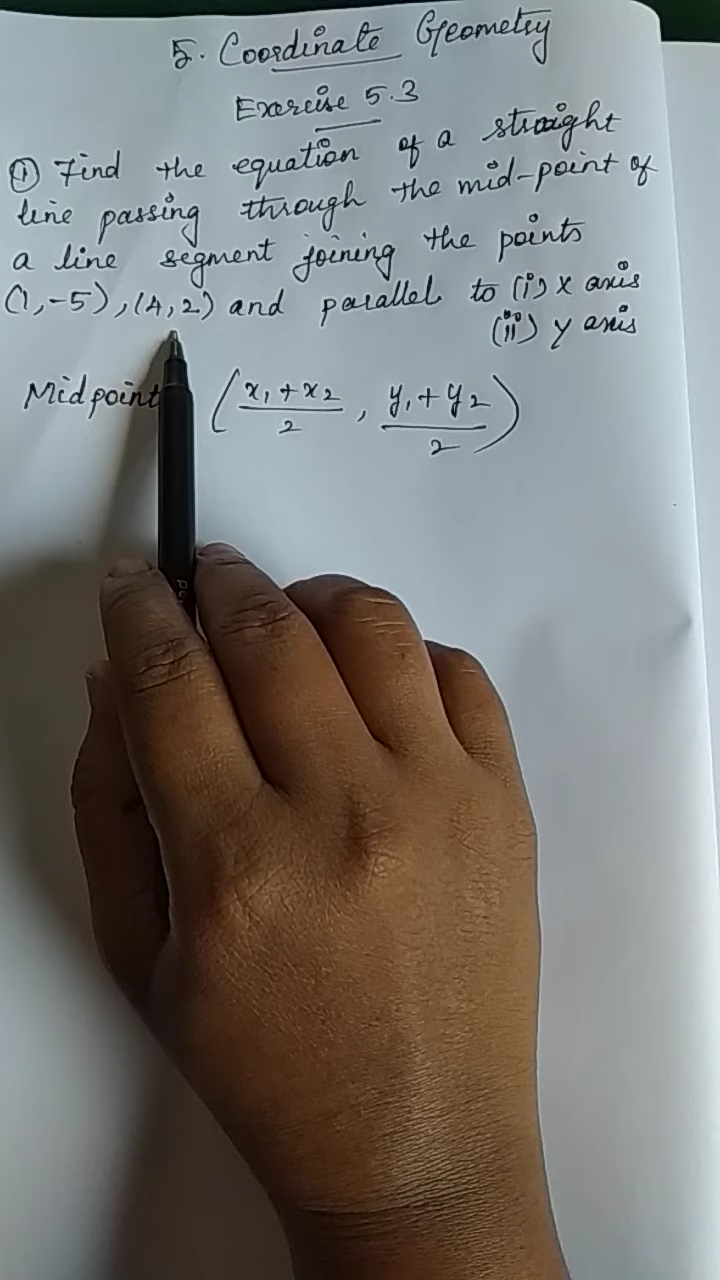 5. Coordinate Geometry
Exercise 5.3
① Find the equation of a straight
line passing through the mid-point of
a line segment joining the points
(1,-5), (4,2) and parallel to (i) x axis
(ii) y axis
Midpoint (x₁+x₂/2, y₁+y₂/2)